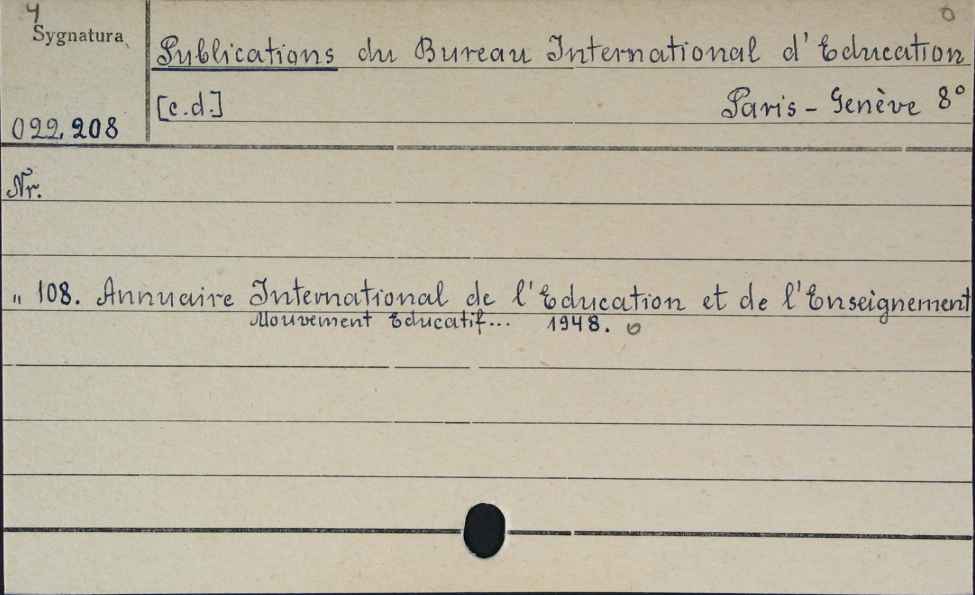 4
Sygnatura
Publications du Bureau International d'Education
[c.d.]
Paris - Genève 8°
022,208
Nr.
„ 108. Annuaire International de l'Education et de l'Enseignement
Mouvement Educatif... 1948.